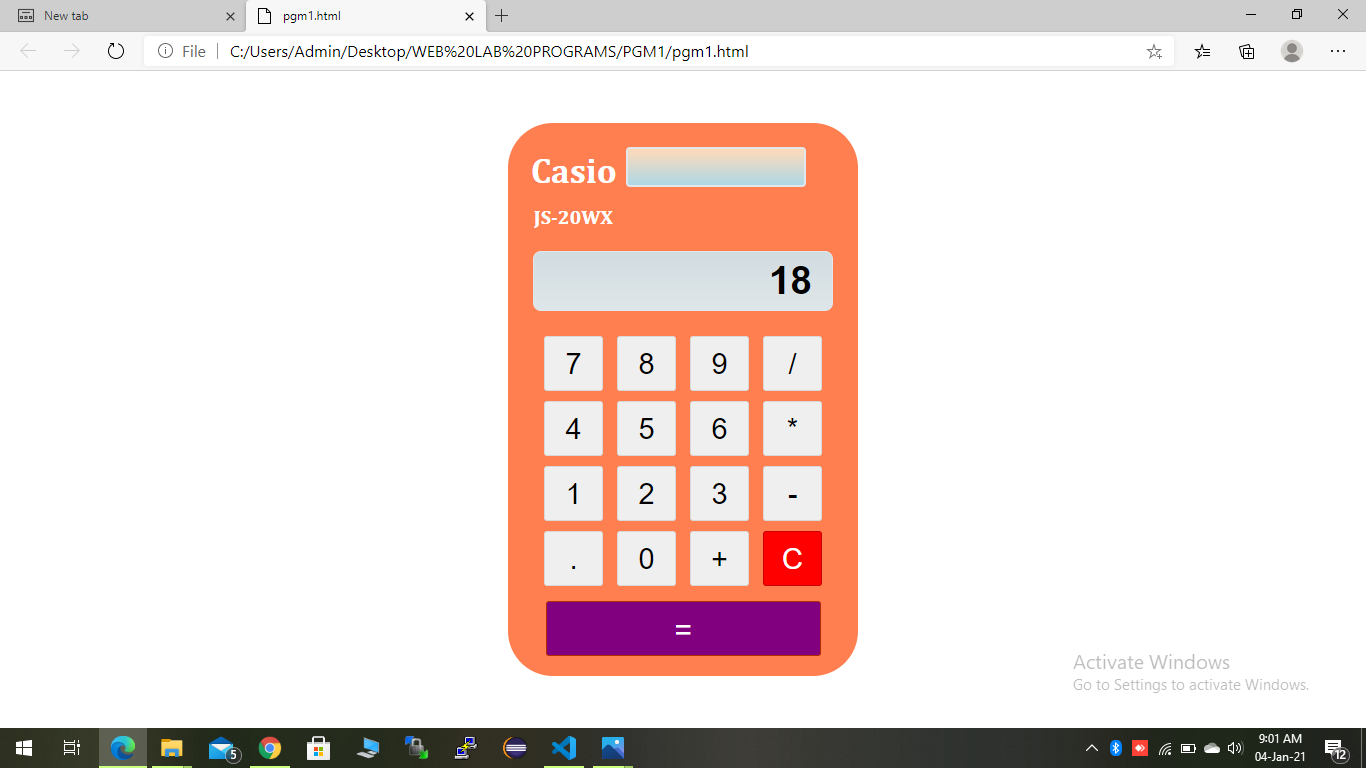 New tab
pgm1.html
File
C:/Users/Admin/Desktop/WEB%20LAB%20PROGRAMS/PGM1/pgm1.html
Casio
JS-20WX
18
7 8 9 /
4 5 6 *
1 2 3 -
. 0 + C
=
Activate Windows
Go to Settings to activate Windows.
5
9:01 AM
04-Jan-21
12